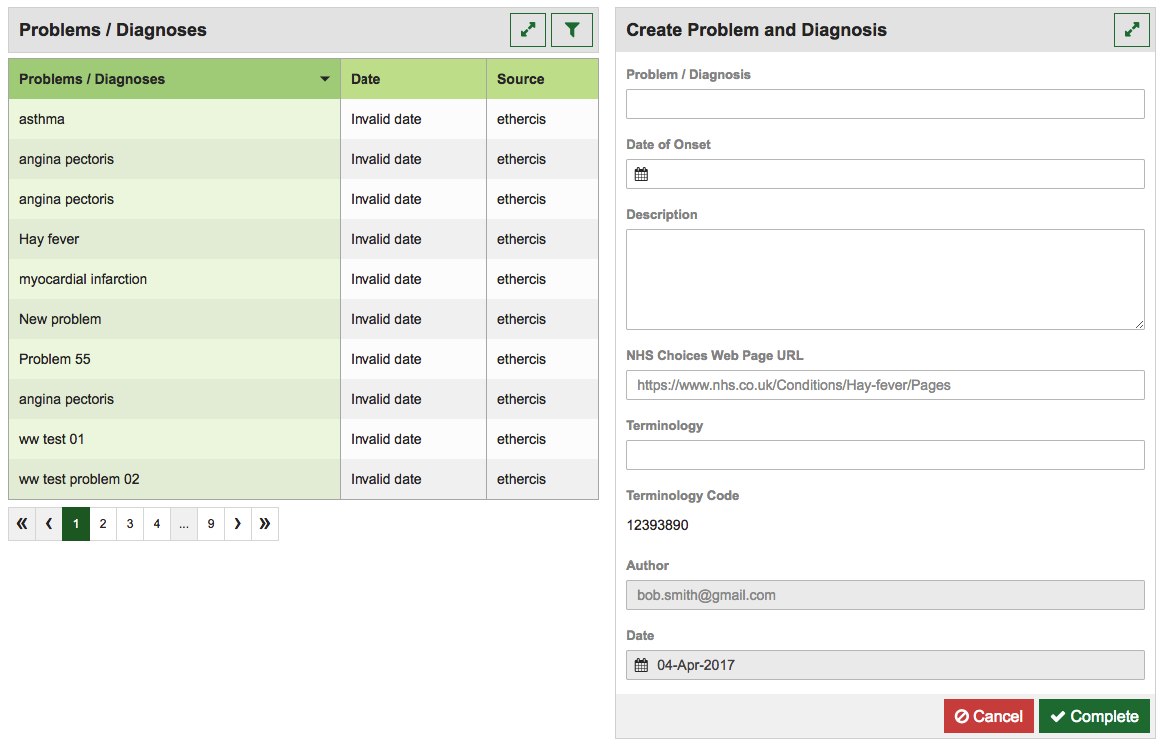 Problems / Diagnoses
Problems / Diagnoses Date Source
asthma Invalid date ethercis
angina pectoris Invalid date ethercis
angina pectoris Invalid date ethercis
Hay fever Invalid date ethercis
myocardial infarction Invalid date ethercis
New problem Invalid date ethercis
Problem 55 Invalid date ethercis
angina pectoris Invalid date ethercis
ww test 01 Invalid date ethercis
ww test problem 02 Invalid date ethercis
« ‹ 1 2 3 4 ... 9 › »
Create Problem and Diagnosis
Problem / Diagnosis
Date of Onset
Description
NHS Choices Web Page URL
https://www.nhs.co.uk/Conditions/Hay-fever/Pages
Terminology
Terminology Code
12393890
Author
bob.smith@gmail.com
Date
04-Apr-2017
Cancel Complete